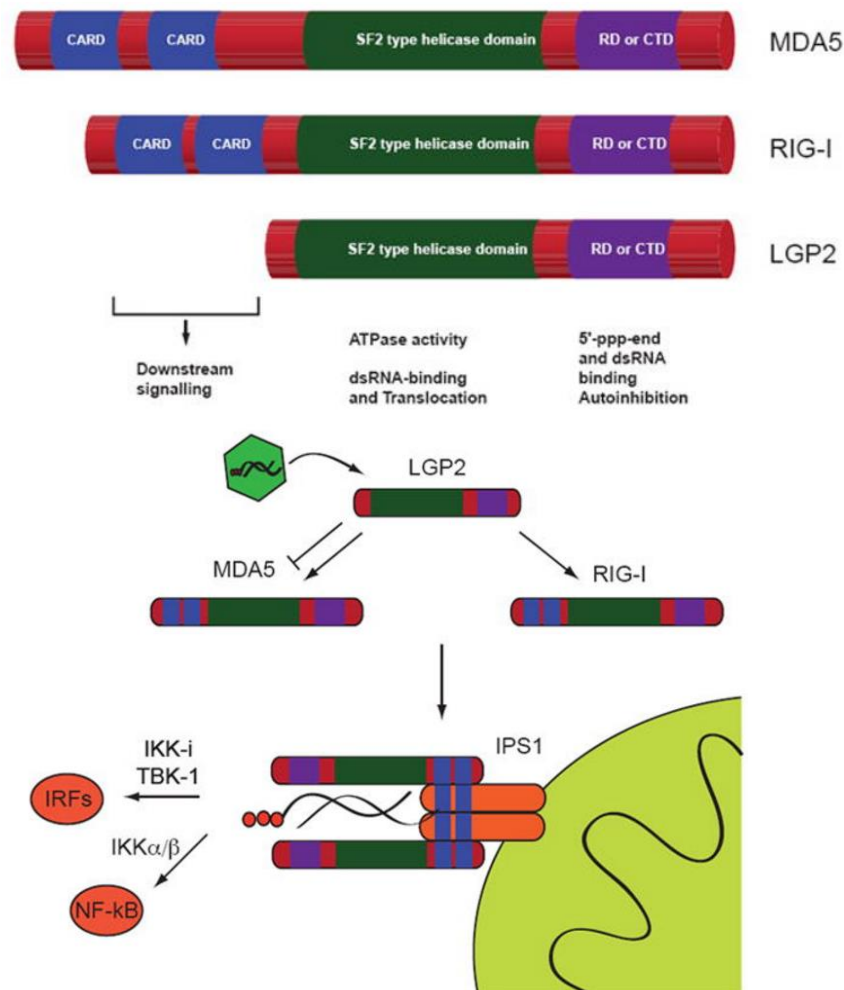 CARD CARD SF2 type helicase domain RD or CTD MDA5
CARD CARD SF2 type helicase domain RD or CTD RIG-I
SF2 type helicase domain RD or CTD LGP2
Downstream
signalling
ATPase activity
dsRNA-binding
and Translocation
5'-ppp-end
and dsRNA
binding
Autoinhibition
LGP2
MDA5
RIG-I
IPS1
IKK-i
TBK-1
IRFs
IKKα/β
NF-kB